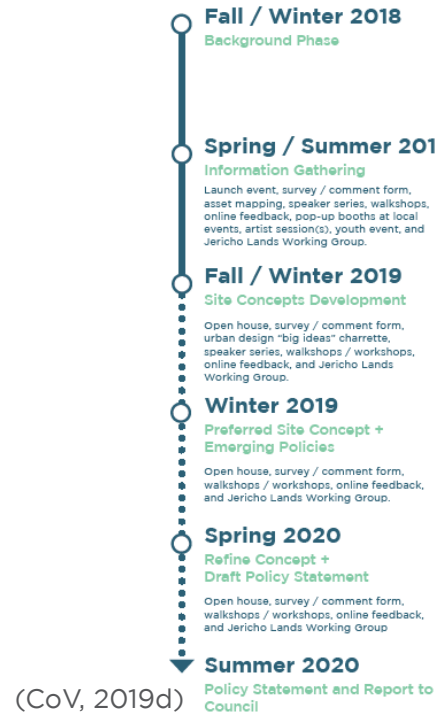 Fall / Winter 2018
Background Phase
Spring / Summer 201
Information Gathering
Launch event, survey / comment form,
asset mapping, speaker series, walkshops,
online feedback, pop-up booths at local
events, artist session(s), youth event, and
Jericho Lands Working Group.
Fall / Winter 2019
Site Concepts Development
Open house, survey / comment form,
urban design "big ideas" charrette,
speaker series, walkshops / workshops,
online feedback, and Jericho Lands
Working Group.
Winter 2019
Preferred Site Concept +
Emerging Policies
Open house, survey / comment form,
walkshops / workshops, online feedback,
and Jericho Lands Working Group.
Spring 2020
Refine Concept +
Draft Policy Statement
Open house, survey / comment form,
walkshops / workshops, online feedback,
and Jericho Lands Working Group
Summer 2020
Policy Statement and Report to
Council
(CoV, 2019d)